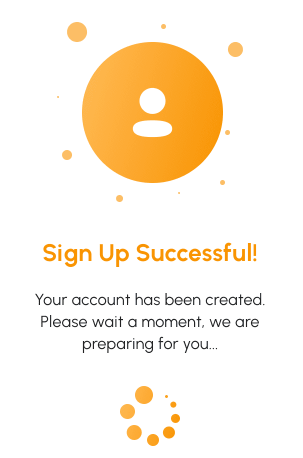 Sign Up Successful!
Your account has been created.
Please wait a moment, we are
preparing for you...